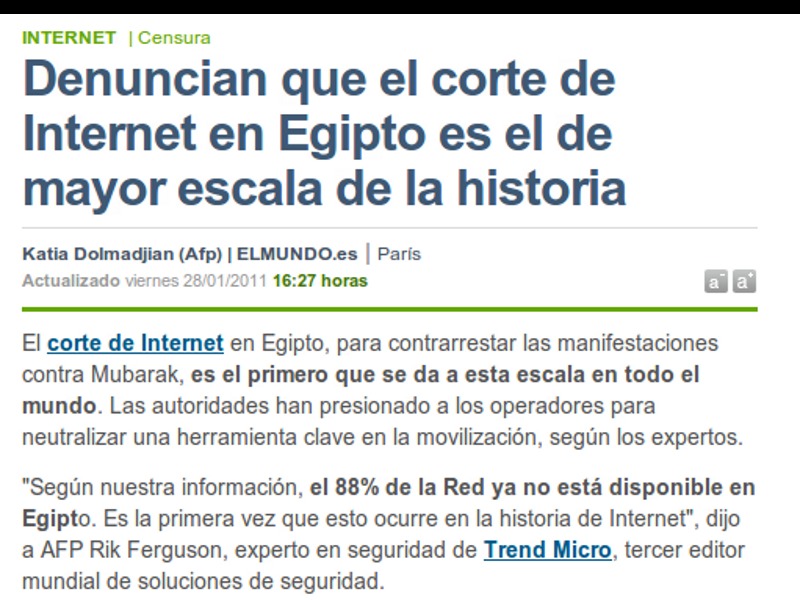 INTERNET | Censura
Denuncian que el corte de
Internet en Egipto es el de
mayor escala de la historia
Katia Dolmadjian (Afp) | ELMUNDO.es | París
Actualizado viernes 28/01/2011 16:27 horas
a- a+
El corte de Internet en Egipto, para contrarrestar las manifestaciones
contra Mubarak, es el primero que se da a esta escala en todo el
mundo. Las autoridades han presionado a los operadores para
neutralizar una herramienta clave en la movilización, según los expertos.
"Según nuestra información, el 88% de la Red ya no está disponible en
Egipto. Es la primera vez que esto ocurre en la historia de Internet", dijo
a AFP Rik Ferguson, experto en seguridad de Trend Micro, tercer editor
mundial de soluciones de seguridad.